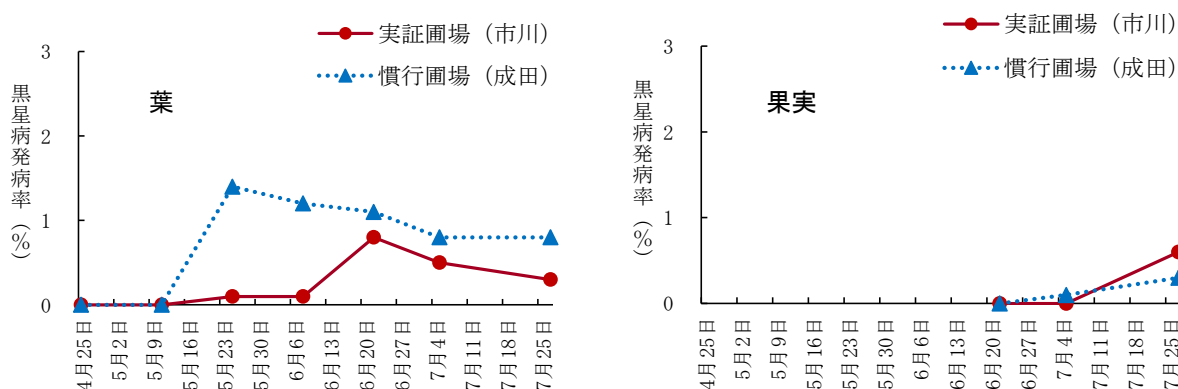 実証圃場（市川）
慣行圃場（成田）
葉
黒星病発病率（％）
3
2
1
0
4月25日
5月2日
5月9日
5月16日
5月23日
5月30日
6月6日
6月13日
6月20日
6月27日
7月4日
7月11日
7月18日
7月25日
実証圃場（市川）
慣行圃場（成田）
果実
黒星病発病率（％）
3
2
1
0
4月25日
5月2日
5月9日
5月16日
5月23日
5月30日
6月6日
6月13日
6月20日
6月27日
7月4日
7月11日
7月18日
7月25日